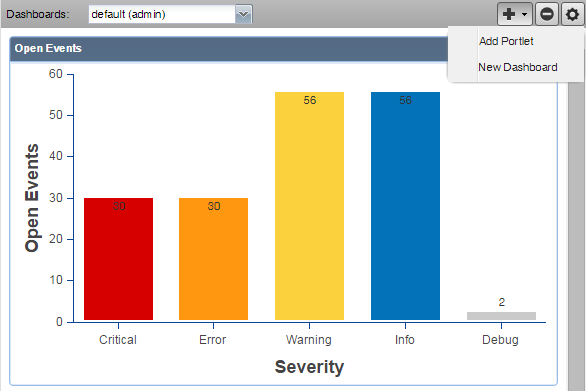 Dashboards: default (admin)
Add Portlet
New Dashboard
Open Events
60
50
40
30
20
10
0
Open Events
30
30
56
56
2
Critical Error Warning Info Debug
Severity